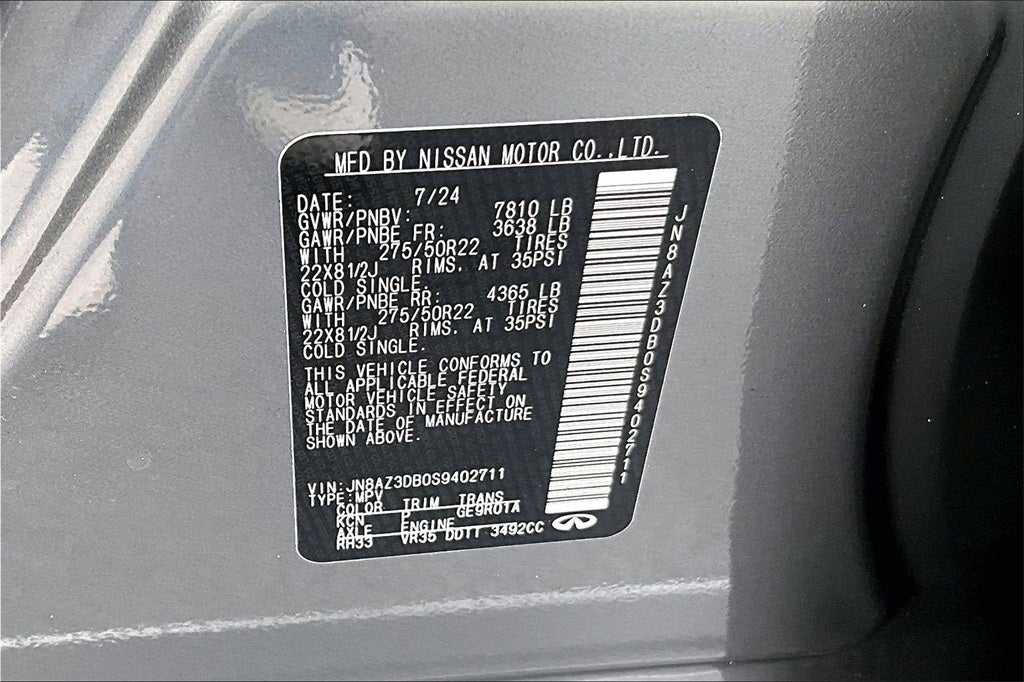 MFD BY NISSAN MOTOR CO.,LTD.
DATE: 7/24
GVWR/PNBV: 7810 LB
GAWR/PNBE FR: 3638 LB
WITH 275/50R22 TIRES
22X81/2J RIMS. AT 35PSI
COLD SINGLE.
GAWR/PNBE RR: 4365 LB
WITH 275/50R22 TIRES
22X81/2J RIMS. AT 35PSI
COLD SINGLE.
THIS VEHICLE CONFORMS TO
ALL APPLICABLE FEDERAL
MOTOR VEHICLE SAFETY
STANDARDS IN EFFECT ON
THE DATE OF MANUFACTURE
SHOWN ABOVE.
VIN:JN8AZ3DB0S9402711
TYPE:MPV
COLOR TRIM TRANS
KCN P GE9R01A
AXLE ENGINE
RH33 VR35 DDTT 3492CC
JN8AZ3DB0S9402711